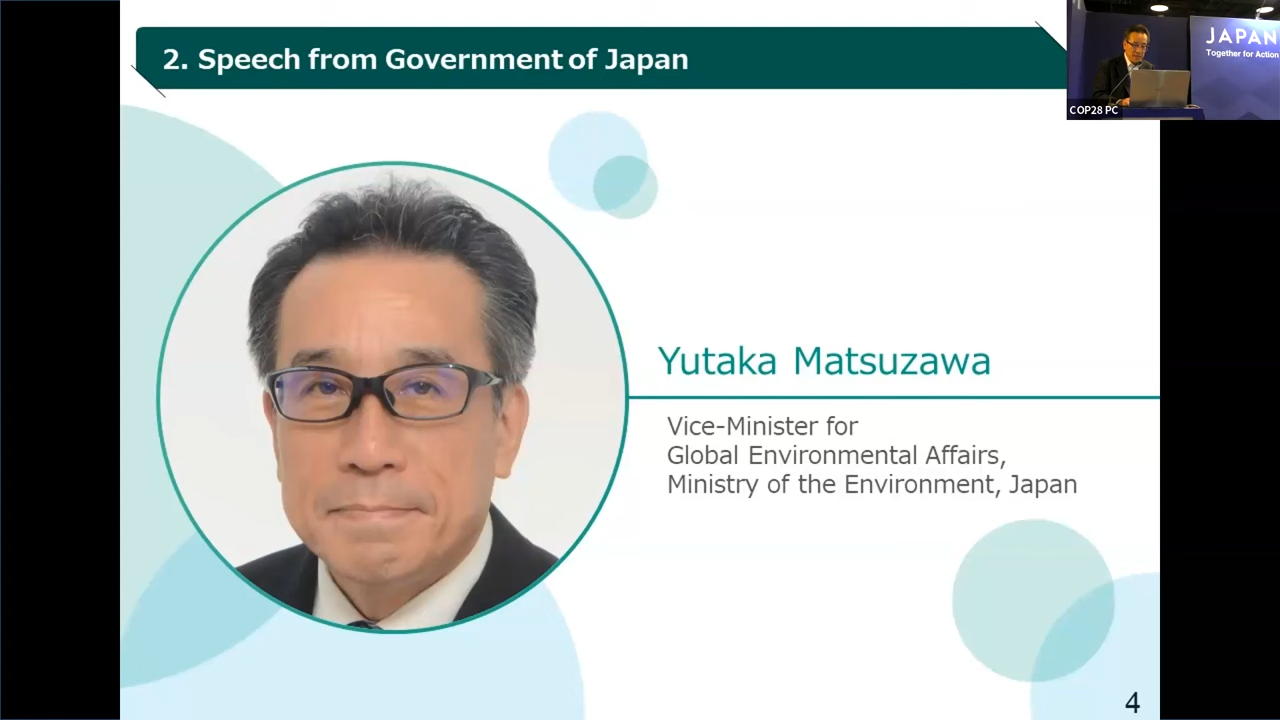 2. Speech from Government of Japan
JAPAN
Together for Action
COP28 PC
Yutaka Matsuzawa
Vice-Minister for
Global Environmental Affairs,
Ministry of the Environment, Japan
4